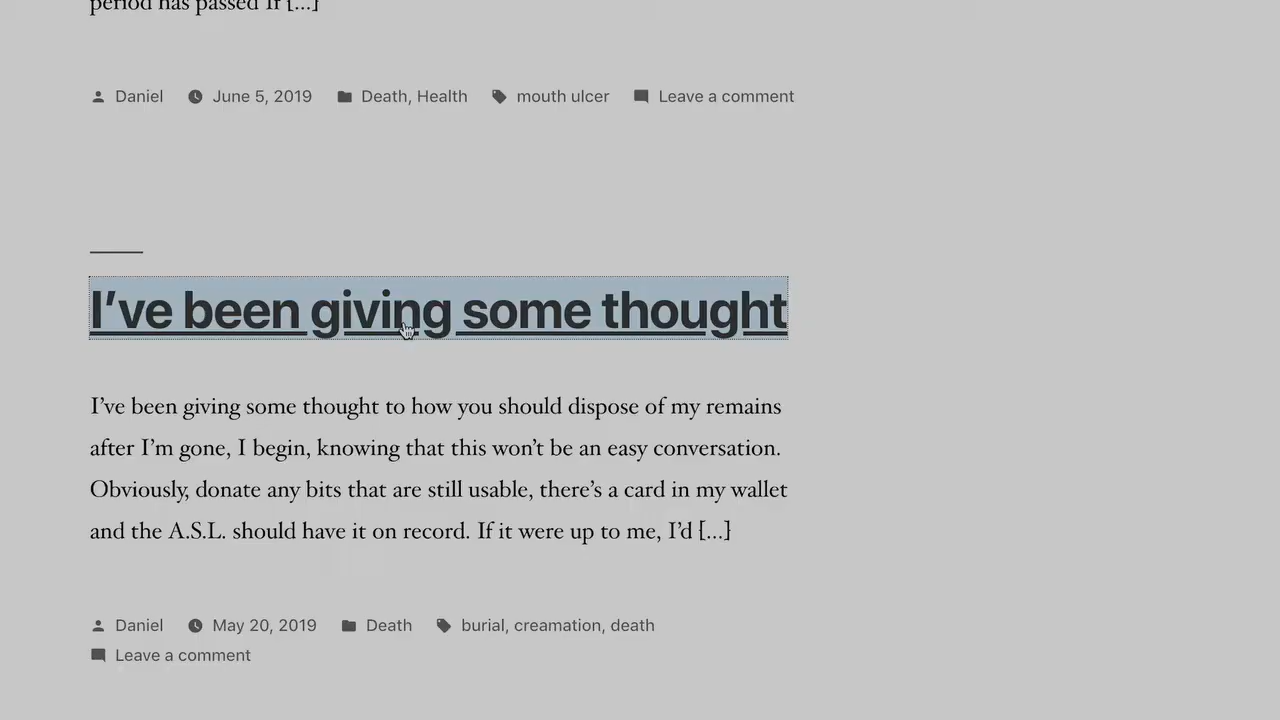 period has passed If [...]
Daniel June 5, 2019 Death, Health mouth ulcer Leave a comment
I’ve been giving some thought
I’ve been giving some thought to how you should dispose of my remains
after I’m gone, I begin, knowing that this won’t be an easy conversation.
Obviously, donate any bits that are still usable, there’s a card in my wallet
and the A.S.L. should have it on record. If it were up to me, I’d [...]
Daniel May 20, 2019 Death burial, creamation, death
Leave a comment